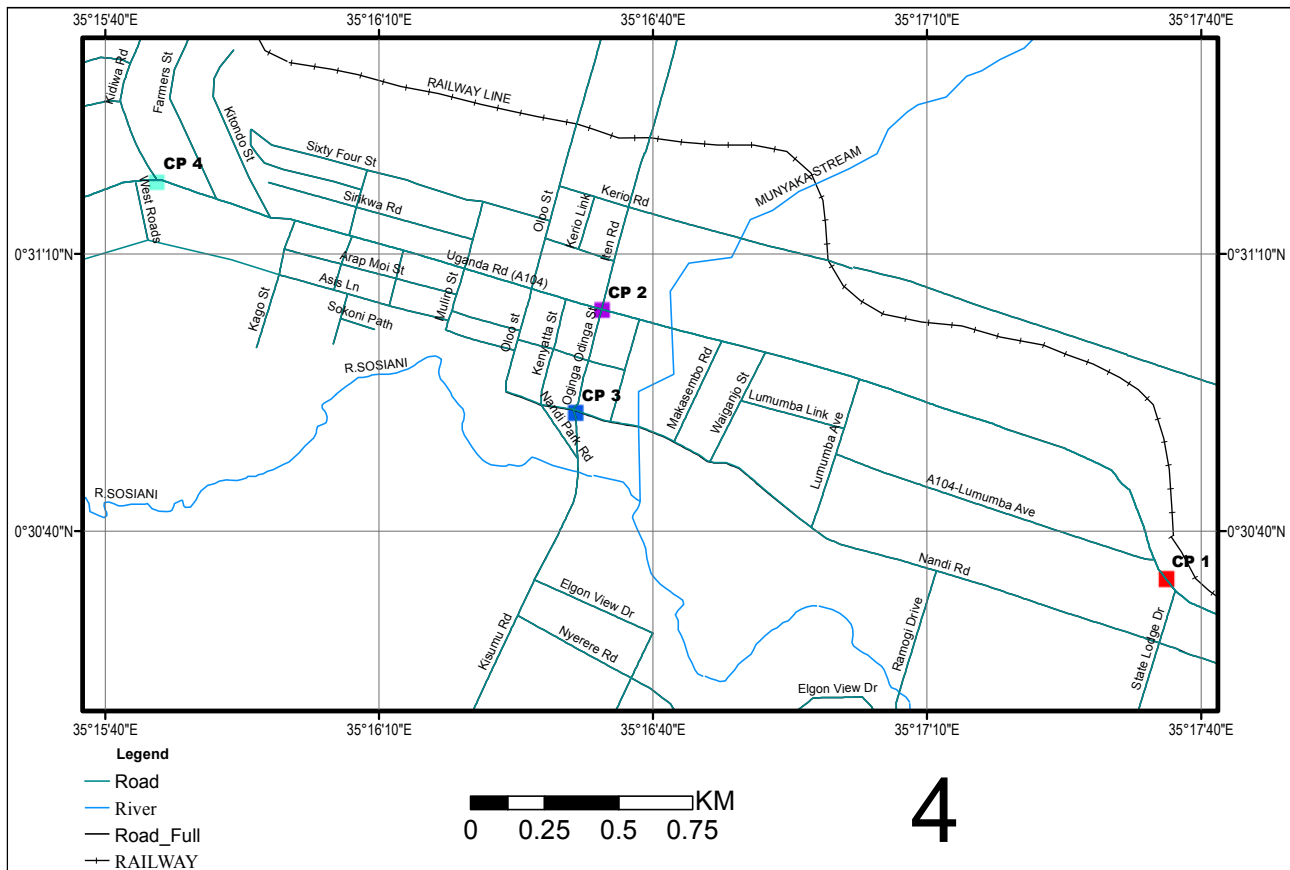 35°15'40"E
35°16'10"E
35°16'40"E
35°17'10"E
35°17'40"E
Kidiwa Rd
Farmers St
Kitondo St
RAILWAY LINE
MUNYAKA STREAM
CP 4
Sixty Four St
Sirikwa Rd
West Roads
Oloo St
Kerio Rd
Kerio Link
Iten Rd
0°31'10"N
0°31'10"N
Arap Moi St
Uganda Rd (A104)
Asis Ln
Muliro St
Kago St
Sokoni Path
CP 2
Oloo st
Kenyatta St
Oginga Odinga St
R.SOSIANI
Makasembo Rd
Waiganjo St
Lumumba Link
Lumumba Ave
CP 3
Nandi Park Rd
R.SOSIANI
A104-Lumumba Ave
0°30'40"N
0°30'40"N
Nandi Rd
CP 1
Elgon View Dr
Kisumu Rd
Nyerere Rd
Ramogi Drive
State Lodge Dr
Elgon View Dr
35°15'40"E
35°16'10"E
35°16'40"E
35°17'10"E
35°17'40"E
Legend
Road
River
Road_Full
RAILWAY
KM
0 0.25 0.5 0.75
4